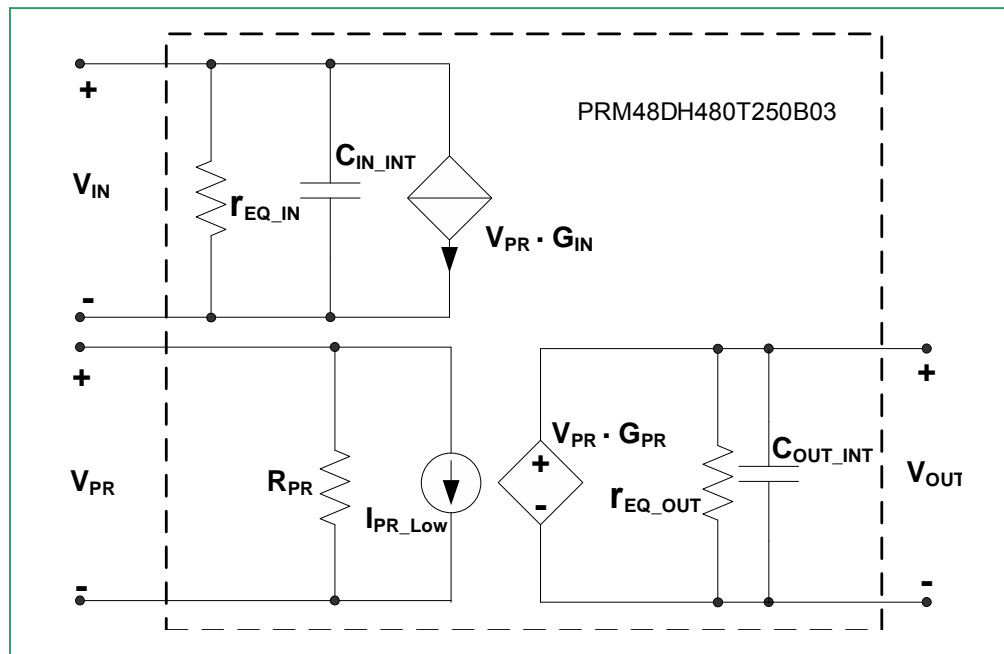 PRM48DH480T250B03
+
V_IN
-
r_EQ_IN
C_IN_INT
V_PR · G_IN
+
V_PR
-
R_PR
I_PR_Low
V_PR · G_PR
+
-
r_EQ_OUT
C_OUT_INT
+
V_OUT
-